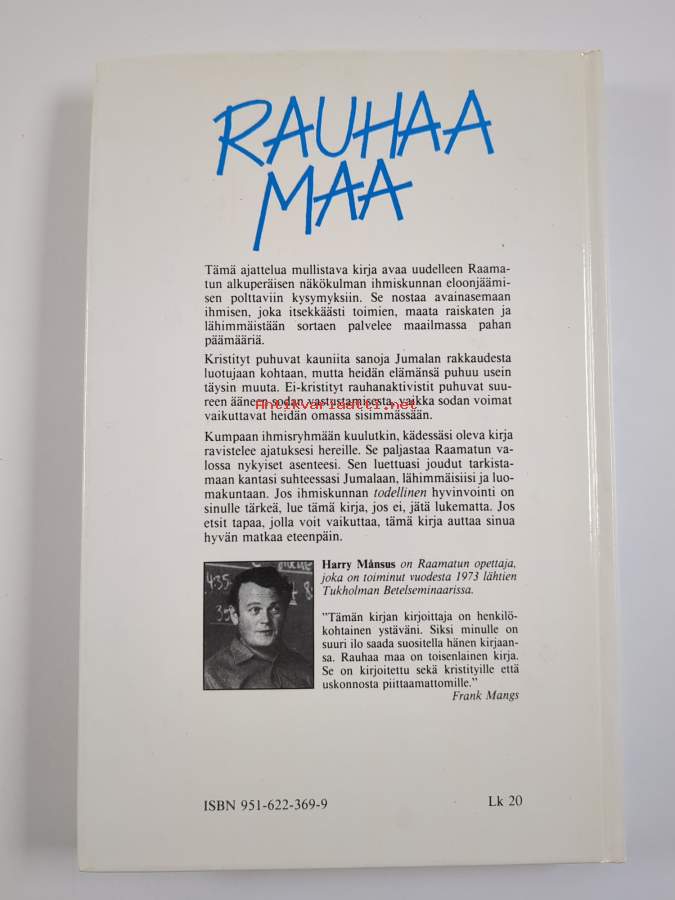 RAUHAA
MAA
Tämä ajattelua mullistava kirja avaa uudelleen Raama-
tun alkuperäisen näkökulman ihmiskunnan eloonjäämi-
sen polttaviin kysymyksiin. Se nostaa avainasemaan
ihmisen, joka itsekkäästi toimien, maata raiskaten ja
lähimmäistään sortaen palvelee maailmassa pahan
päämääriä.
Kristityt puhuvat kauniita sanoja Jumalan rakkaudesta
luotujaan kohtaan, mutta heidän elämänsä puhuu usein
täysin muuta. Ei-kristityt rauhanaktivistit puhuvat suu-
reen ääneen sodan vastustamisesta, vaikka sodan voimat
Antikvariaatti.net
vaikuttavat heidän omassa sisimmässään.
Kumpaan ihmisryhmään kuulutkin, kädessäsi oleva kirja
ravistelee ajatuksesi hereille. Se paljastaa Raamatun va-
lossa nykyiset asenteesi. Sen luettuasi joudut tarkista-
maan kantasi suhteessasi Jumalaan, lähimmäisiisi ja luo-
makuntaan. Jos ihmiskunnan todellinen hyvinvointi on
sinulle tärkeä, lue tämä kirja, jos ei, jätä lukematta. Jos
etsit tapaa, jolla voit vaikuttaa, tämä kirja auttaa sinua
hyvän matkaa eteenpäin.
4:35
Harry Månsus on Raamatun opettaja,
joka on toiminut vuodesta 1973 lähtien
Tukholman Betelseminaarissa.
"Tämän kirjan kirjoittaja on henkilö-
kohtainen ystäväni. Siksi minulle on
suuri ilo saada suositella hänen kirjaan-
sa. Rauhaa maa on toisenlainen kirja.
Se on kirjoitettu sekä kristityille että
uskonnosta piittaamattomille."
Frank Mangs
ISBN 951-622-369-9
Lk 20